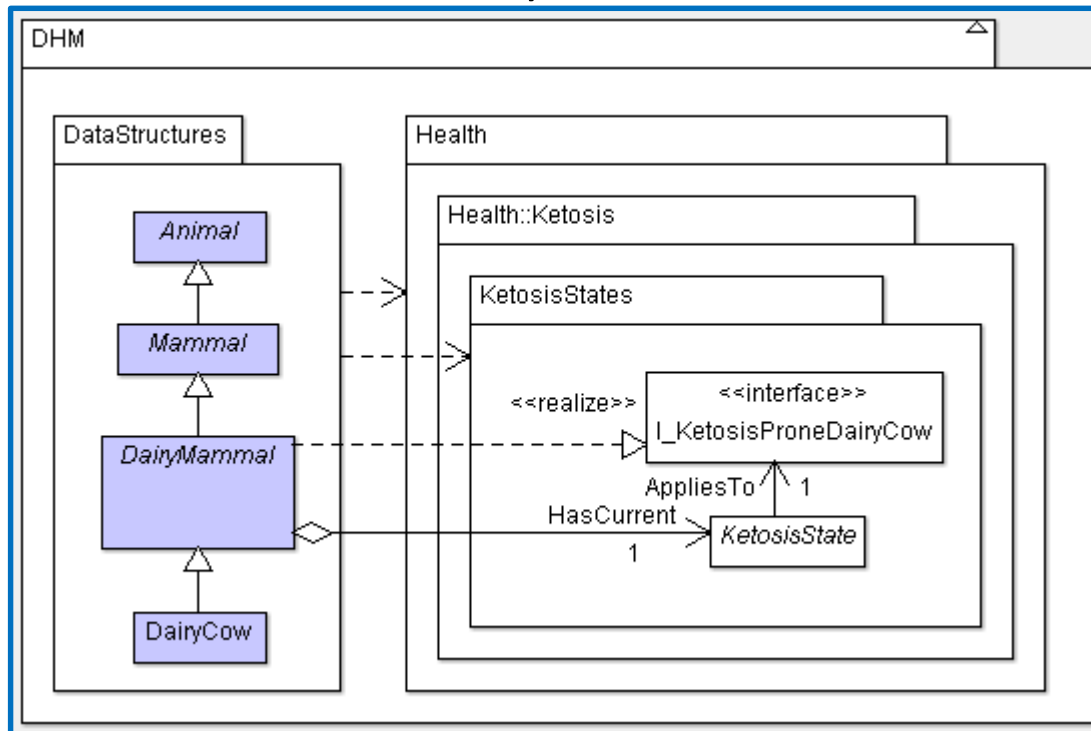 DHM
DataStructures
Health
Animal
Health::Ketosis
KetosisStates
Mammal
<<realize>>
<<interface>>
I_KetosisProneDairyCow
DairyMammal
AppliesTo
1
HasCurrent
1
KetosisState
DairyCow